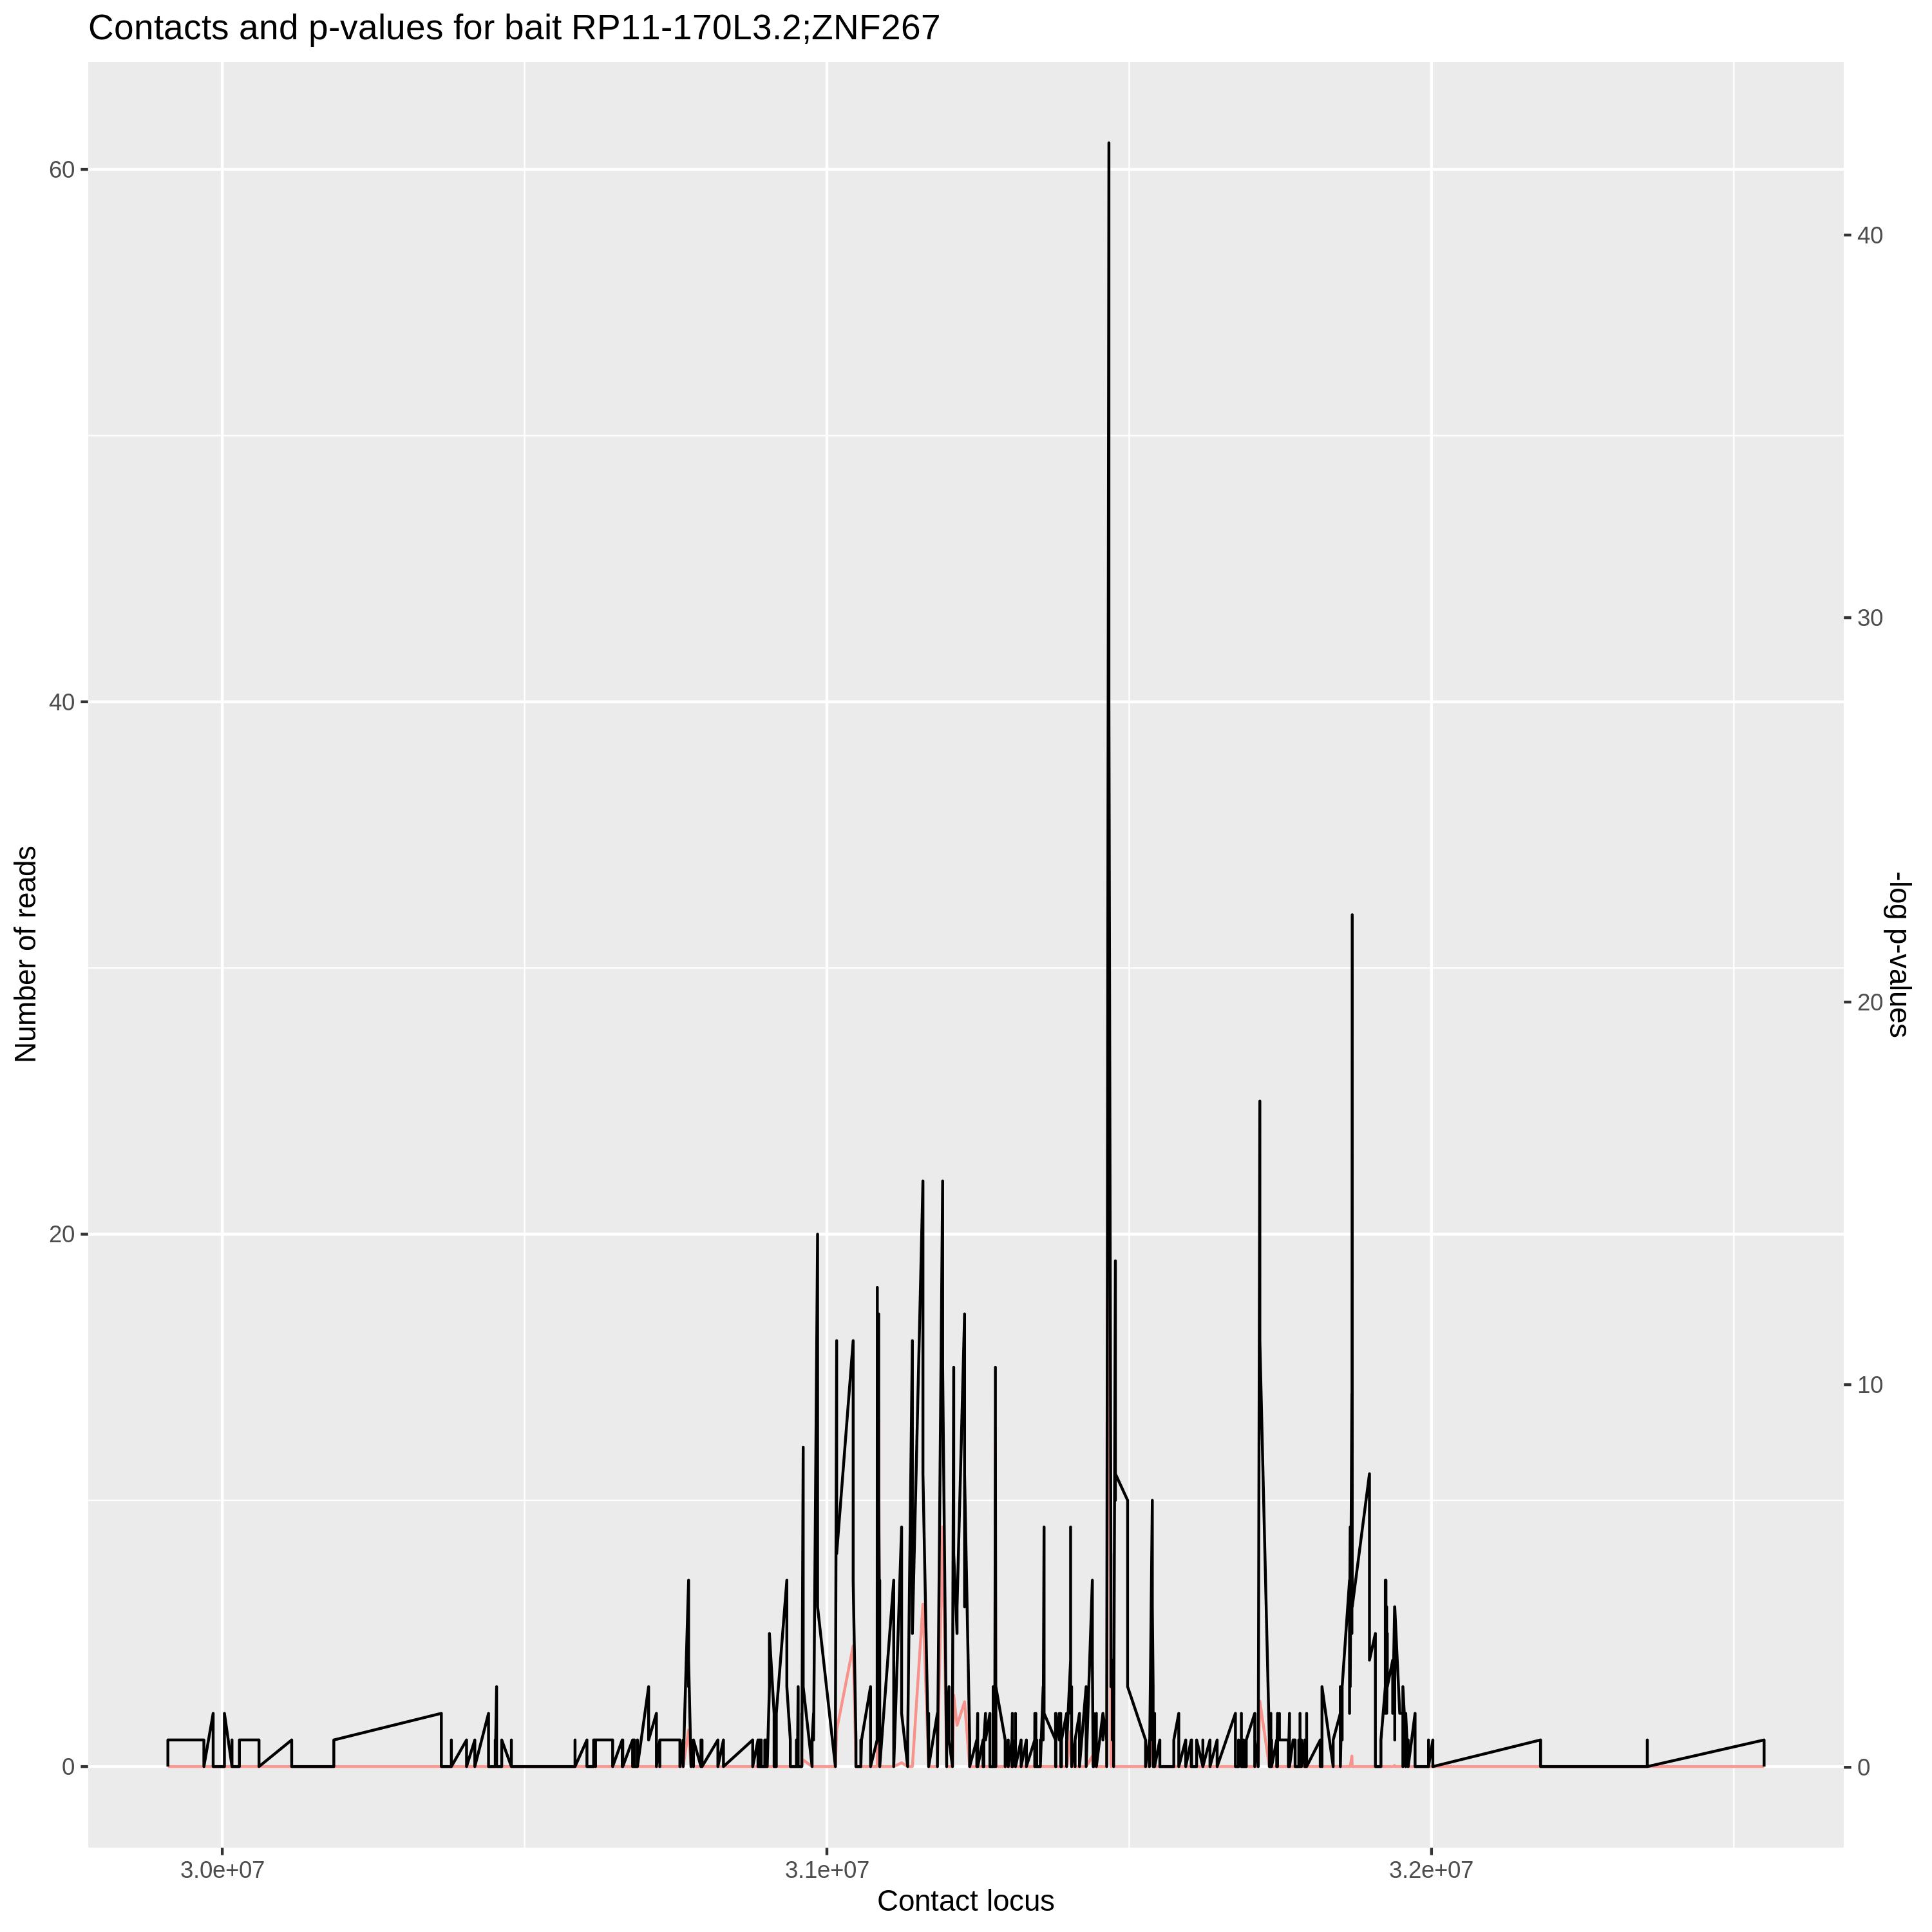 Contacts and p-values for bait RP11-170L3.2;ZNF267
60
40
20
0
Number of reads
40
30
20
10
0
-log p-values
3.0e+07
3.1e+07
3.2e+07
Contact locus